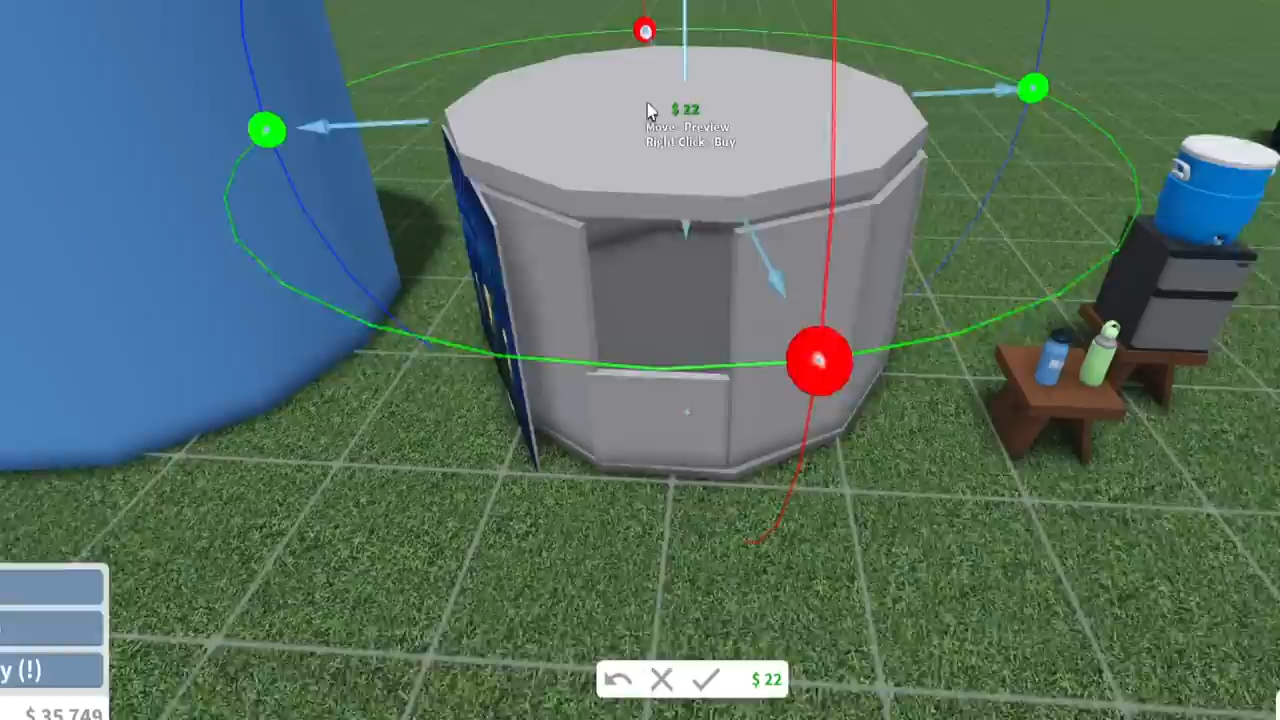 $ 22
Move - Preview
Right Click - Buy
y (!)
$ 35,749
$ 22